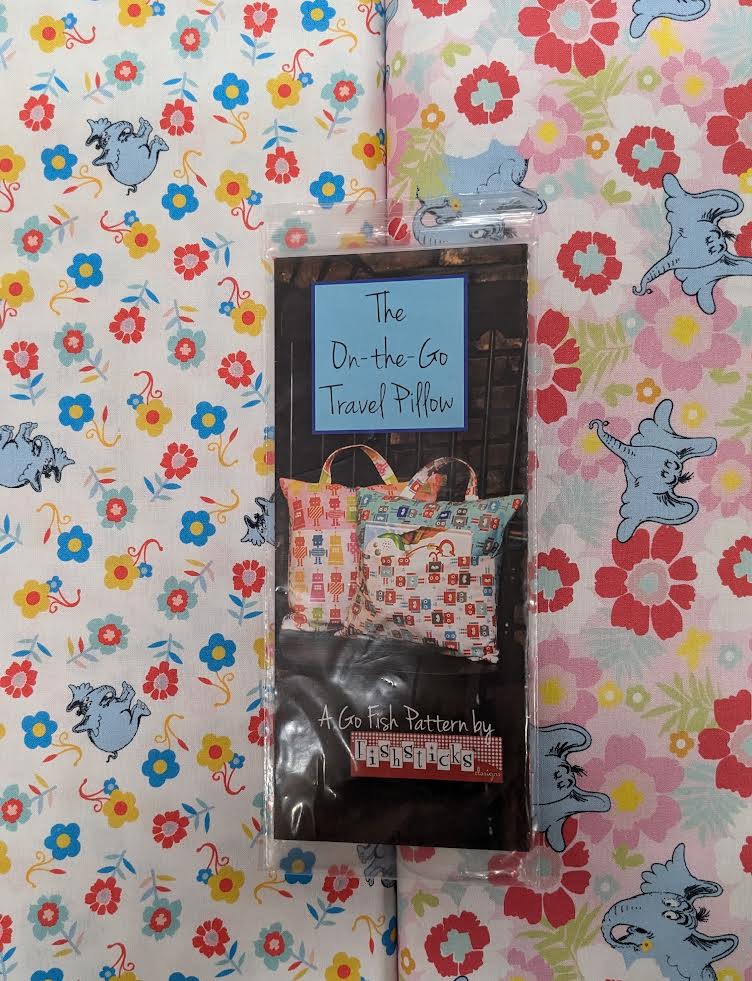 The
On-the-Go
Travel Pillow
A Go Fish Pattern by
fishsticks
designs